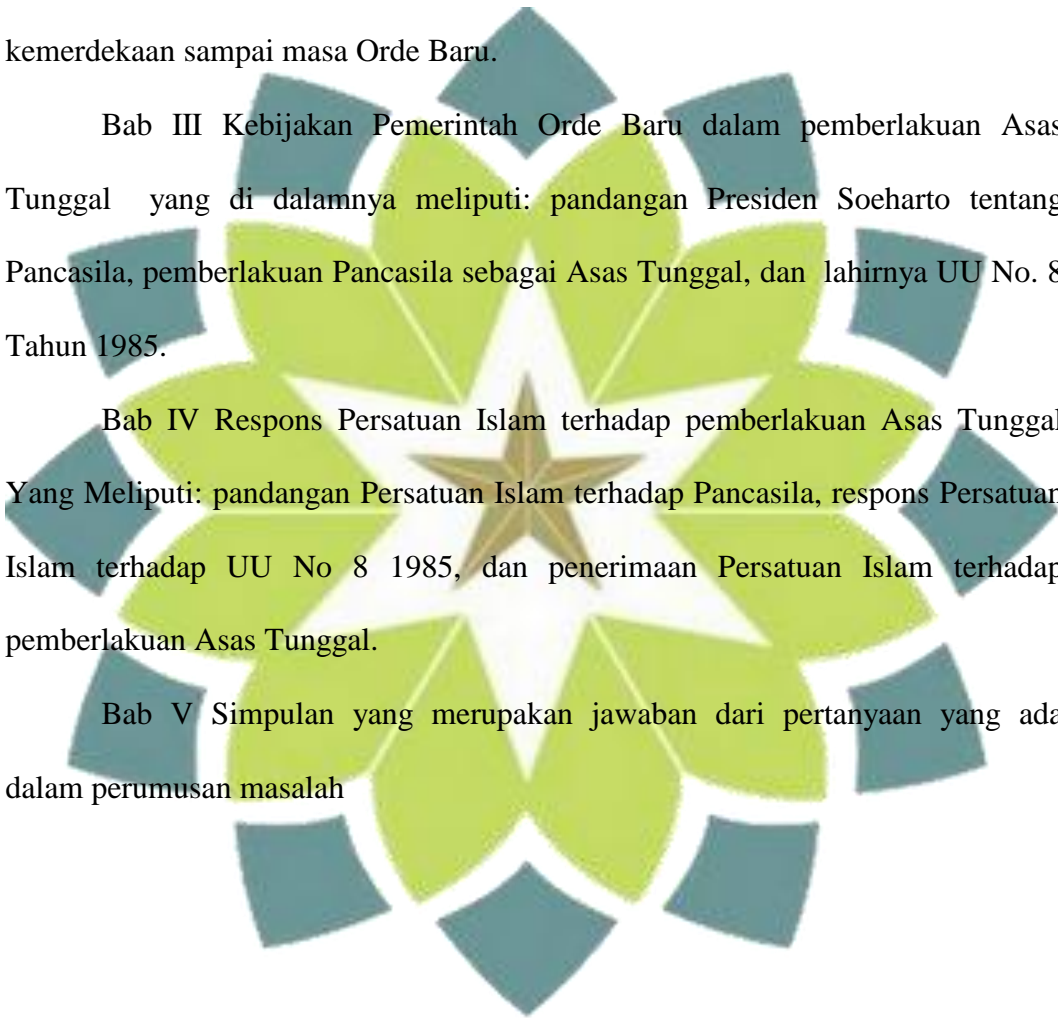 kemerdekaan sampai masa Orde Baru.
Bab III Kebijakan Pemerintah Orde Baru dalam pemberlakuan Asas
Tunggal yang di dalamnya meliputi: pandangan Presiden Soeharto tentang
Pancasila, pemberlakuan Pancasila sebagai Asas Tunggal, dan lahirnya UU No. 8
Tahun 1985.
Bab IV Respons Persatuan Islam terhadap pemberlakuan Asas Tunggal
Yang Meliputi: pandangan Persatuan Islam terhadap Pancasila, respons Persatuan
Islam terhadap UU No 8 1985, dan penerimaan Persatuan Islam terhadap
pemberlakuan Asas Tunggal.
Bab V Simpulan yang merupakan jawaban dari pertanyaan yang ada
dalam perumusan masalah